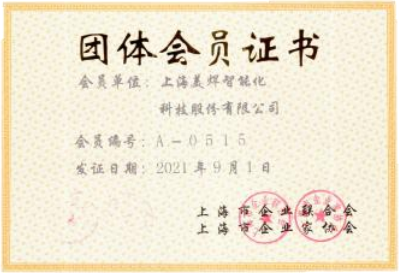 团体会员证书
会员单位：上海美焊智能化
科技股份有限公司
会员编号：A-0515
发证日期：2021年9月1日
上海市企业联合会
上海市企业家协会